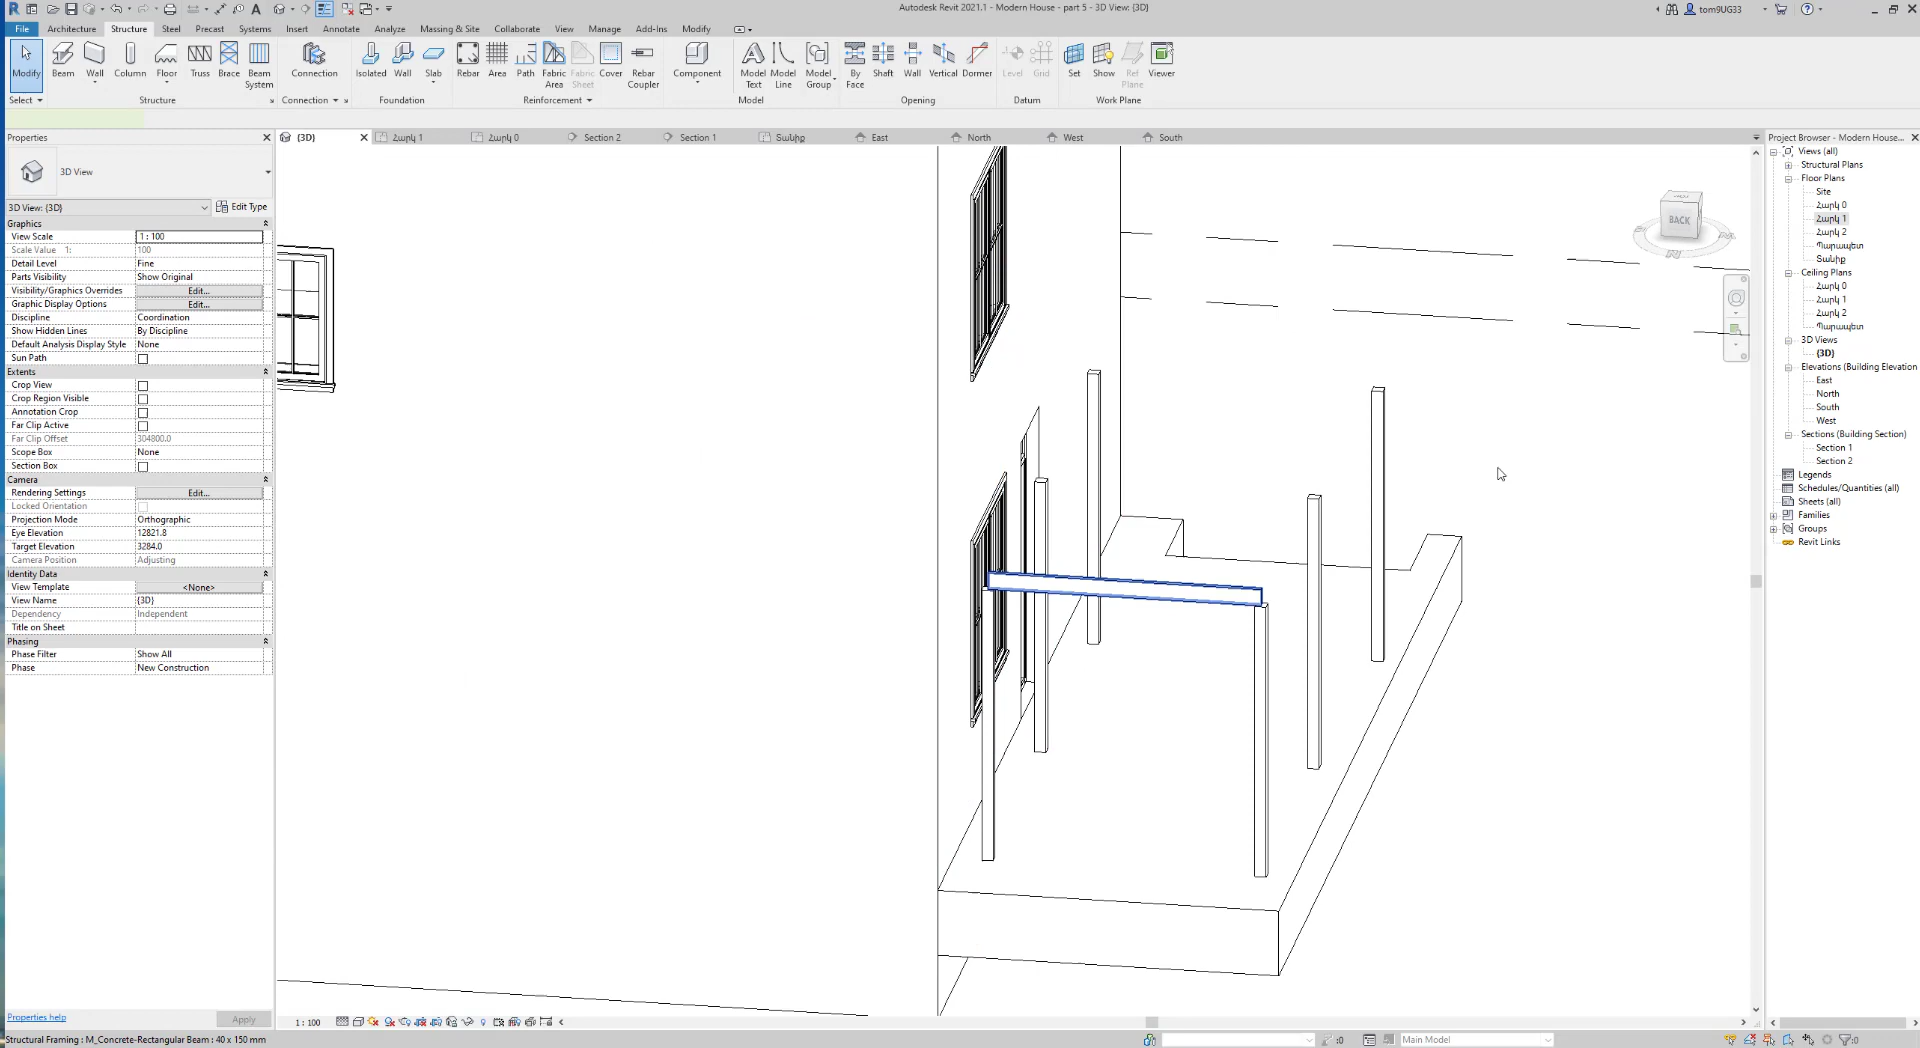 Autodesk Revit 2021.1 - Modern House - part 5 - 3D View: {3D}
tom9UG33
File Architecture Structure Steel Precast Systems Insert Annotate Analyze Massing & Site Collaborate View Manage Add-Ins Modify
Modify Beam Wall Column Floor Truss Brace Beam System Connection Isolated Wall Slab Rebar Area Path Fabric Area Fabric Sheet Cover Rebar Coupler Component Model Text Model Line Model Group By Face Shaft Wall Vertical Dormer Level Grid Set Show Ref Plane Viewer
Select Structure Connection Foundation Reinforcement Model Opening Datum Work Plane
Properties
{3D} Հարկ 1 Հարկ 0 Section 2 Section 1 Տանիք East North West South
3D View
3D View: {3D} Edit Type
Graphics
View Scale 1 : 100
Scale Value 1: 100
Detail Level Fine
Parts Visibility Show Original
Visibility/Graphics Overrides Edit...
Graphic Display Options Edit...
Discipline Coordination
Show Hidden Lines By Discipline
Default Analysis Display Style None
Sun Path
Extents
Crop View
Crop Region Visible
Annotation Crop
Far Clip Active
Far Clip Offset 304800.0
Scope Box None
Section Box
Camera
Rendering Settings Edit...
Locked Orientation
Projection Mode Orthographic
Eye Elevation 12821.8
Target Elevation 3284.0
Camera Position Adjusting
Identity Data
View Template <None>
View Name {3D}
Dependency Independent
Title on Sheet
Phasing
Phase Filter Show All
Phase New Construction
Properties help Apply
BACK
Project Browser - Modern House...
Views (all)
Structural Plans
Floor Plans
Site
Հարկ 0
Հարկ 1
Հարկ 2
Պարապետ
Տանիք
Ceiling Plans
Հարկ 0
Հարկ 1
Հարկ 2
Պարապետ
3D Views
{3D}
Elevations (Building Elevation
East
North
South
West
Sections (Building Section)
Section 1
Section 2
Legends
Schedules/Quantities (all)
Sheets (all)
Families
Groups
Revit Links
1 : 100
Structural Framing : M_Concrete-Rectangular Beam : 40 x 150 mm
:0 Main Model :0